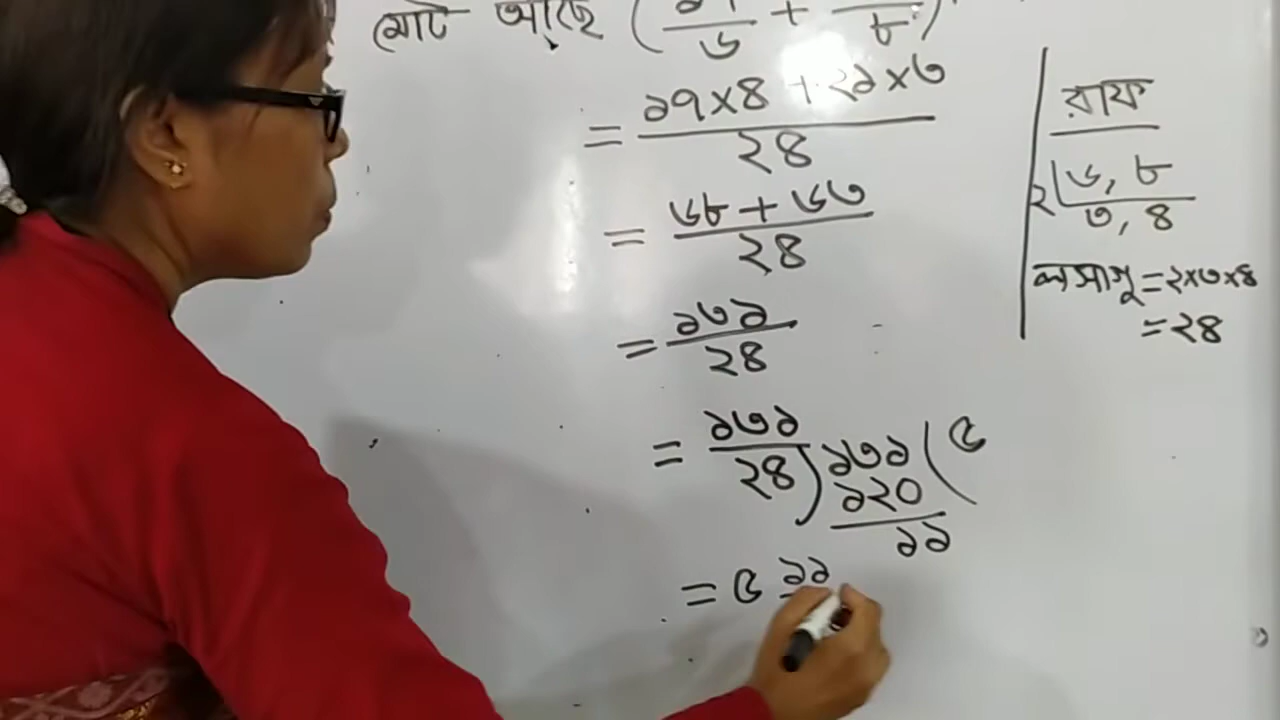 মোট আছে ( /৬ + /৮)
= ১৭×৪ + ২১×৩ / ২৪
= ৬৮ + ৬৩ / ২৪
= ১৩১ / ২৪
= ১৩১ / ২৪ ) ১৩১ ( ৫
১২০
১১
= ৫ ১১
রাফ
২ | ৬, ৮
৩, ৪
লসাগু = ২×৩×৪
= ২৪